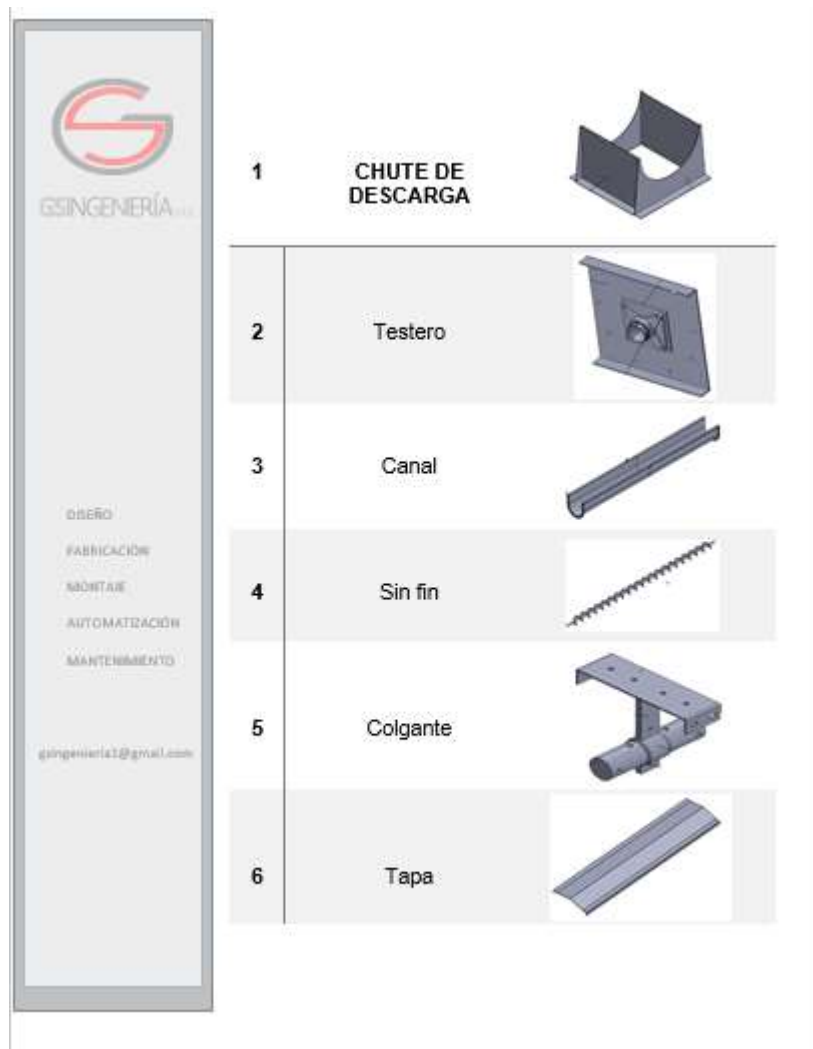 GSINGENIERÍA
DISEÑO
FABRICACIÓN
MONTAJE
AUTOMATIZACIÓN
MANTENIMIENTO
gsingenieria1@gmail.com
1 CHUTE DE
DESCARGA
2 Testero
3 Canal
4 Sin fin
5 Colgante
6 Tapa